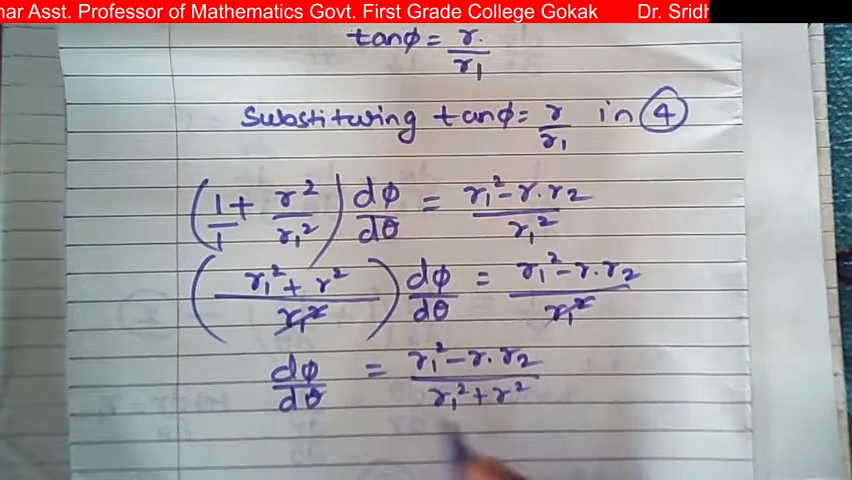 nar Asst. Professor of Mathematics Govt. First Grade College Gokak Dr. Sridh
tanφ = r/r₁
Substituring tanφ = r/r₁ in ④
(1/1 + r²/r₁²) dφ/dθ = (r₁² - r·r₂)/r₁²
((r₁² + r²)/r₁²) dφ/dθ = (r₁² - r·r₂)/r₁²
dφ/dθ = (r₁² - r·r₂)/(r₁² + r²)